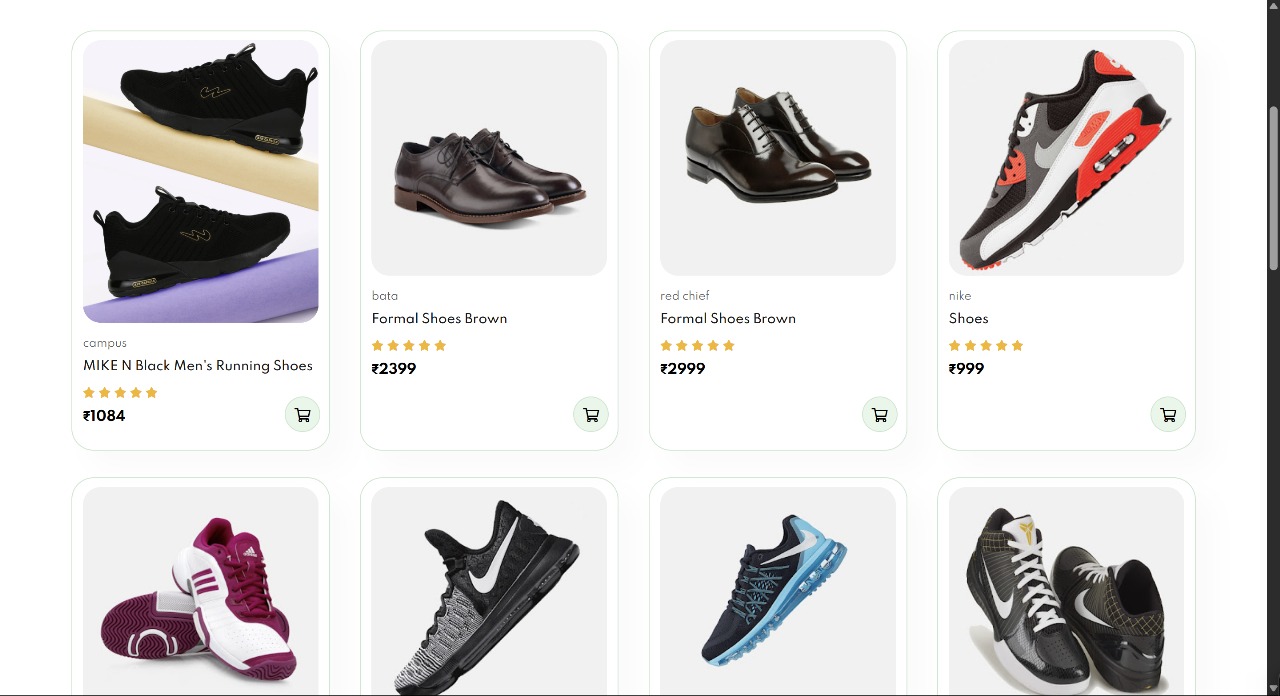 campus
MIKE N Black Men's Running Shoes
₹1084
bata
Formal Shoes Brown
₹2399
red chief
Formal Shoes Brown
₹2999
nike
Shoes
₹999